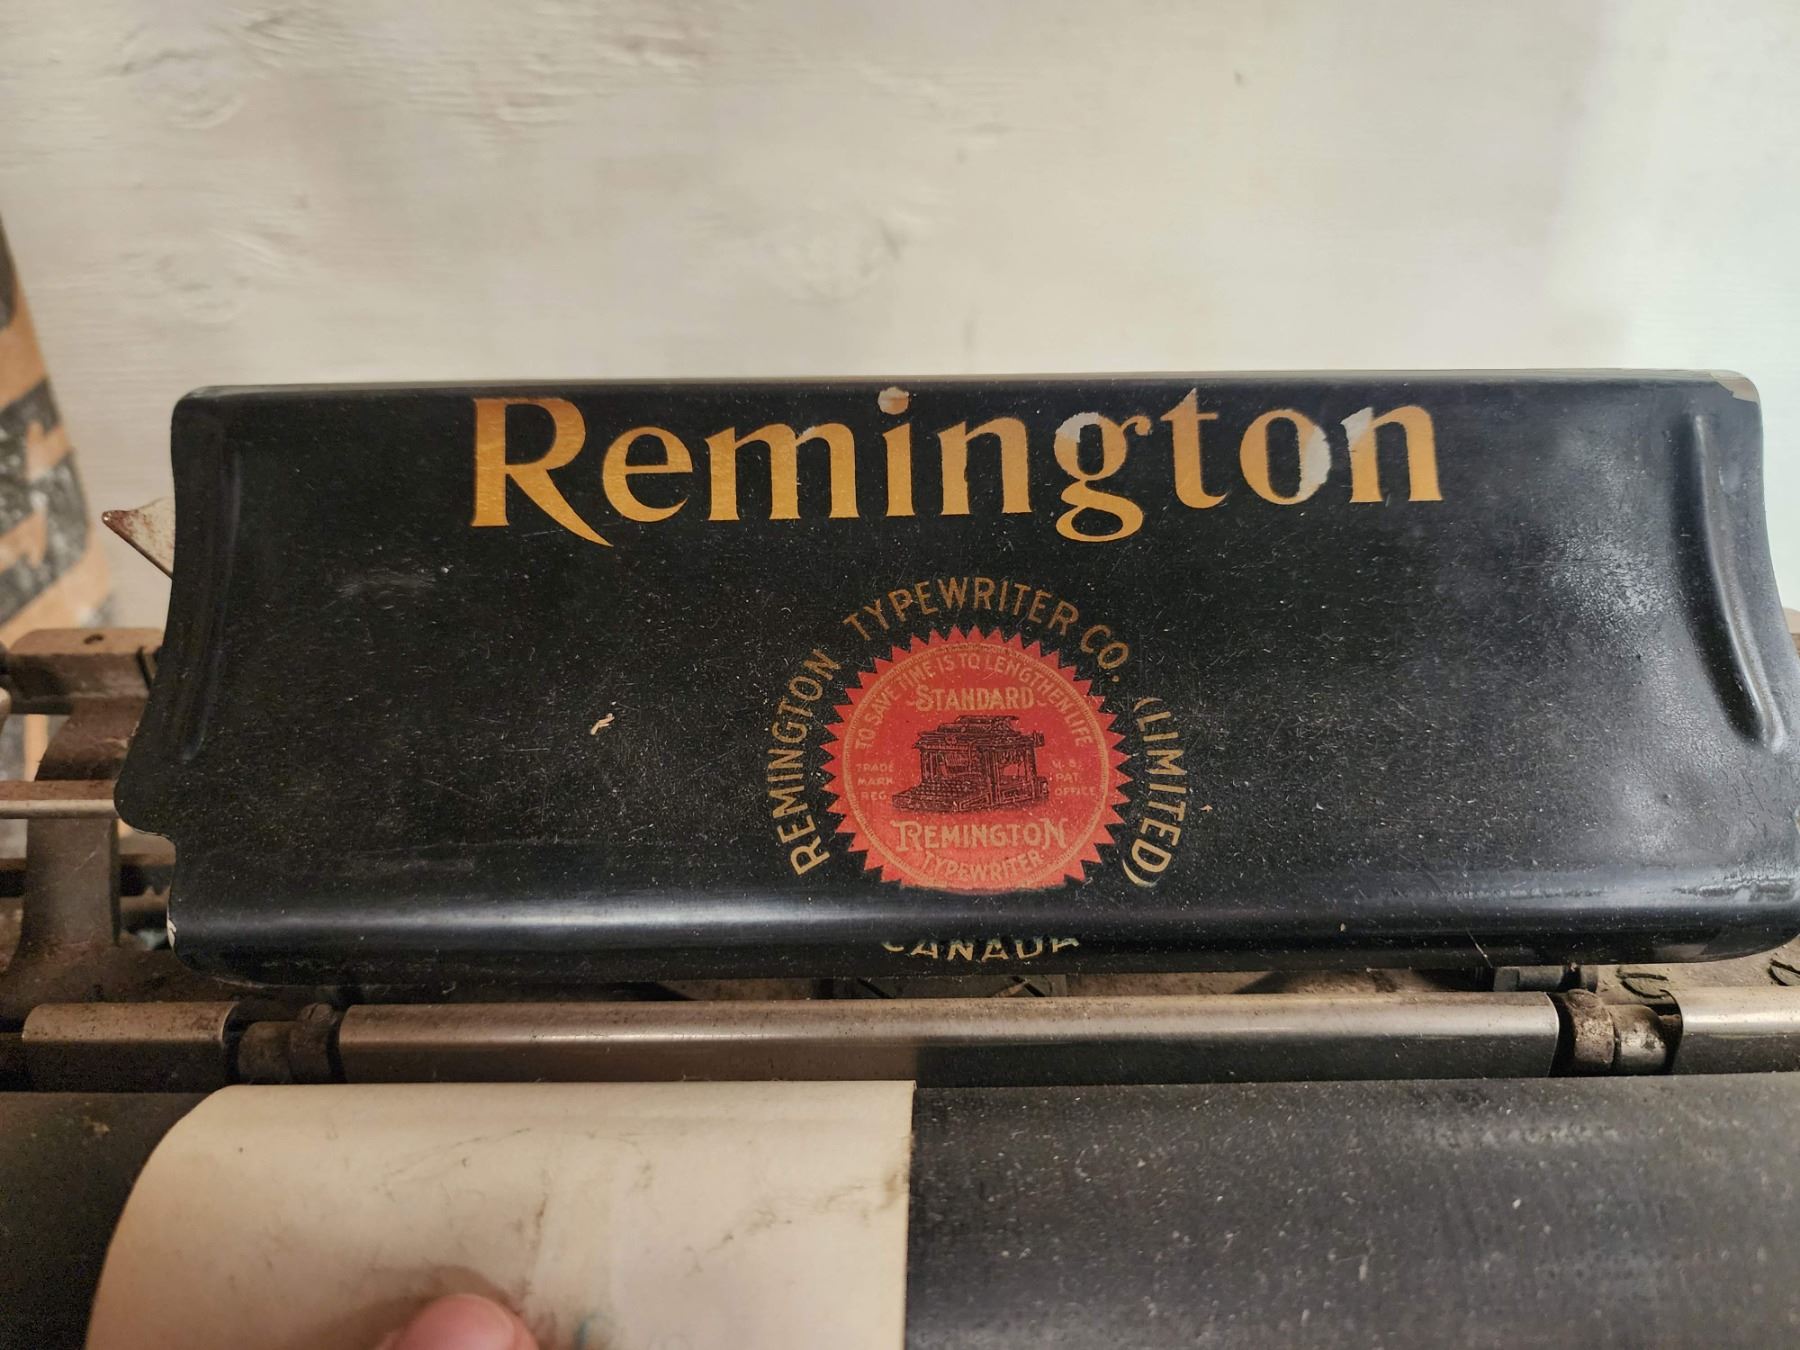 Remington
REMINGTON TYPEWRITER CO. (LIMITED)
TO SAVE TIME IS TO LENGTHEN LIFE
STANDARD
TRADE
MARK
REG.
U.S.
PAT.
OFFICE
REMINGTON
TYPEWRITER
CANADA